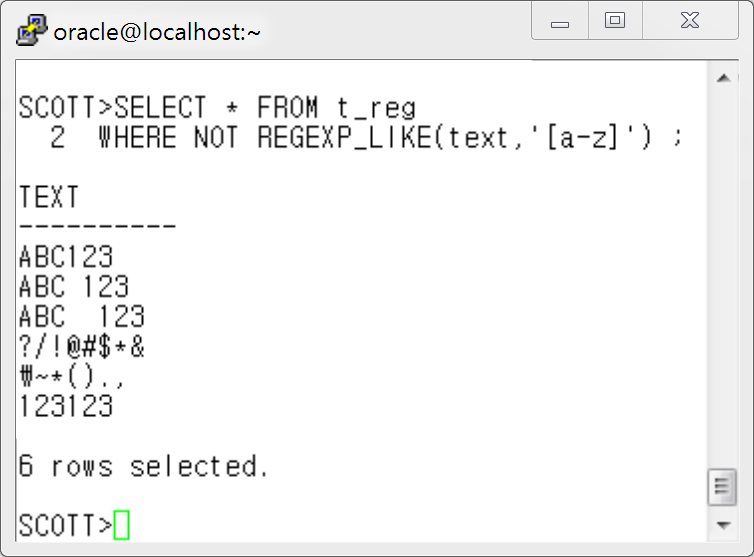 oracle@localhost:~
SCOTT>SELECT * FROM t_reg
  2  WHERE NOT REGEXP_LIKE(text,'[a-z]') ;
TEXT
----------
ABC123
ABC 123
ABC  123
?/!@#$*&
₩~*().,
123123
6 rows selected.
SCOTT>